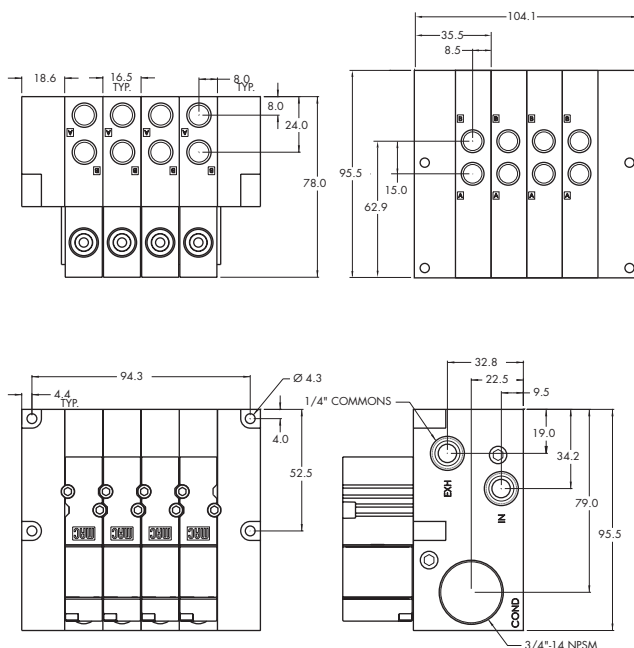 18.6
16.5
TYP.
8.0
TYP.
8.0
24.0
78.0
A A A A
B B B B
104.1
35.5
8.5
95.5
62.9
15.0
B B B B
A A A A
94.3
4.4
TYP.
Ø 4.3
4.0
52.5
MAC MAC MAC MAC
32.8
22.5
9.5
1/4" COMMONS
19.0
34.2
79.0
95.5
EXH
IN
COND
3/4"-14 NPSM